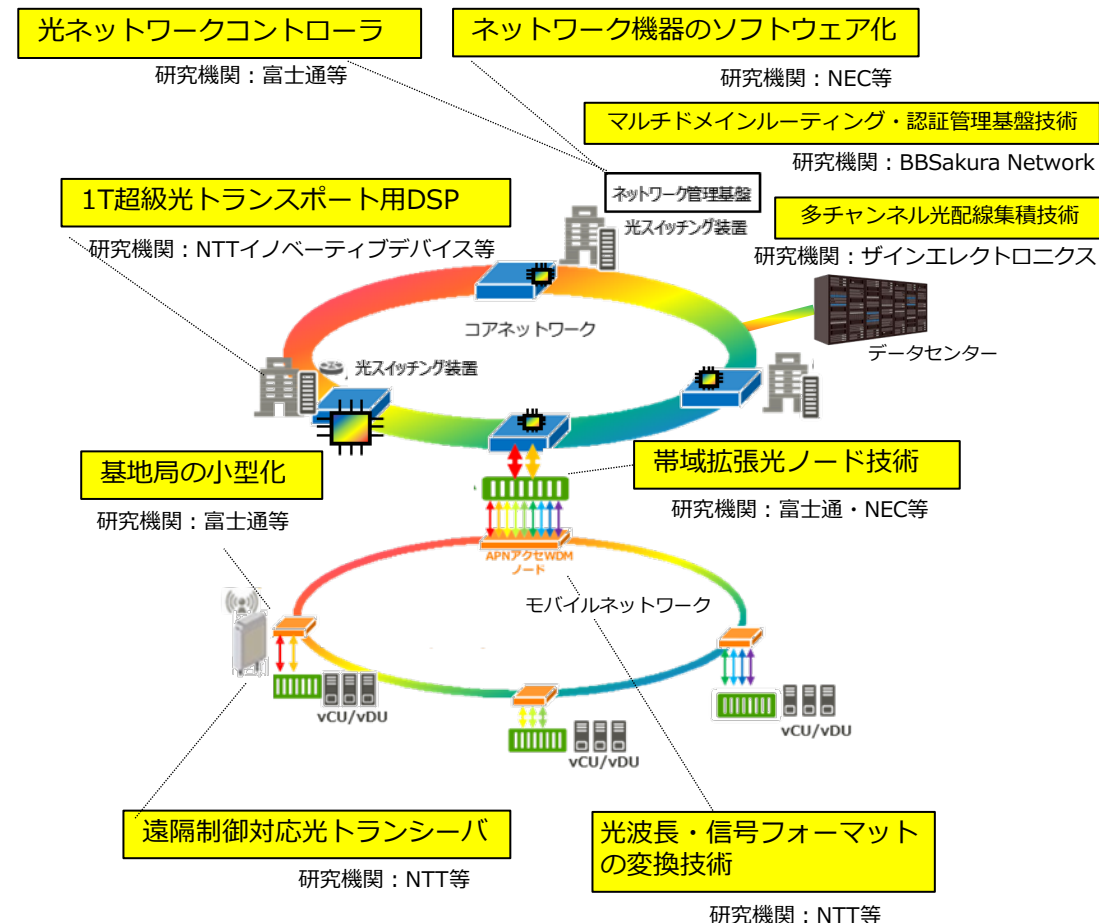 光ネットワークコントローラ
研究機関：富士通等
ネットワーク機器のソフトウェア化
研究機関：NEC等
マルチドメインルーティング・認証管理基盤技術
研究機関：BBSakura Network
ネットワーク管理基盤
光スイッチング装置
1T超級光トランスポート用DSP
研究機関：NTTイノベーティブデバイス等
多チャンネル光配線集積技術
研究機関：ザインエレクトロニクス
コアネットワーク
データセンター
光スイッチング装置
基地局の小型化
研究機関：富士通等
帯域拡張光ノード技術
研究機関：富士通・NEC等
APNアクセWDM
ノード
モバイルネットワーク
vCU/vDU
vCU/vDU
vCU/vDU
遠隔制御対応光トランシーバ
研究機関：NTT等
光波長・信号フォーマット
の変換技術
研究機関：NTT等